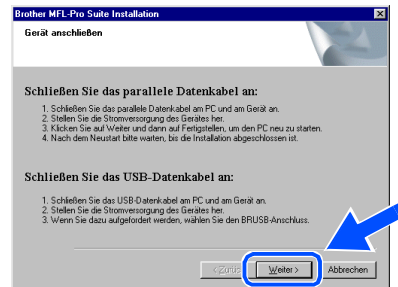 Brother MFL-Pro Suite Installation
Gerät anschließen
Schließen Sie das parallele Datenkabel an:
1. Schließen Sie das parallele Datenkabel am PC und am Gerät an.
2. Stellen Sie die Stromversorgung des Gerätes her.
3. Klicken Sie auf Weiter und dann auf Fertigstellen, um den PC neu zu starten.
4. Nach dem Neustart bitte warten, bis die Installation abgeschlossen ist.
Schließen Sie das USB-Datenkabel an:
1. Schließen Sie das USB-Datenkabel am PC und am Gerät an.
2. Stellen Sie die Stromversorgung des Gerätes her.
3. Wenn Sie dazu aufgefordert werden, wählen Sie den BRUSB-Anschluss.
< Zurück Weiter > Abbrechen